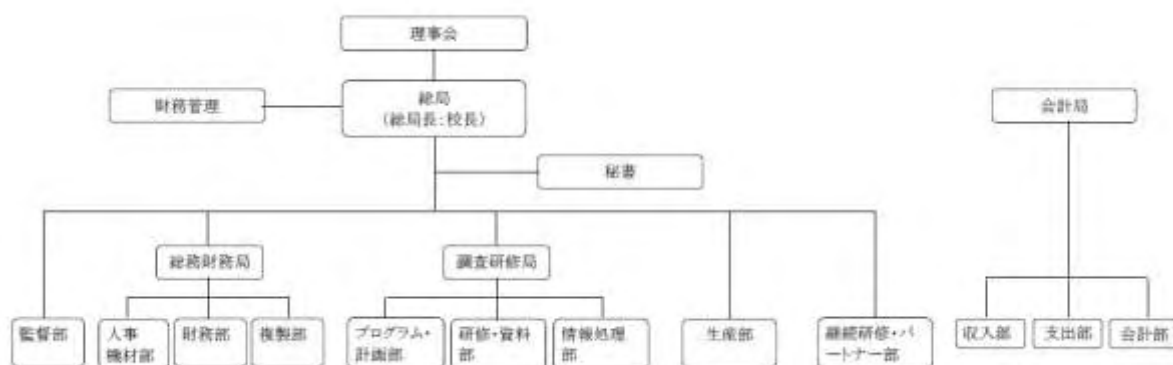 理事会
財務管理
総局
(総局長:校長)
会計局
秘書
総務財務局
調査研修局
監督部
人事
機材部
財務部
複製部
プログラム・
計画部
研修・資料
部
情報処理
部
生産部
継続研修・パ
ートナー部
収入部
支出部
会計部